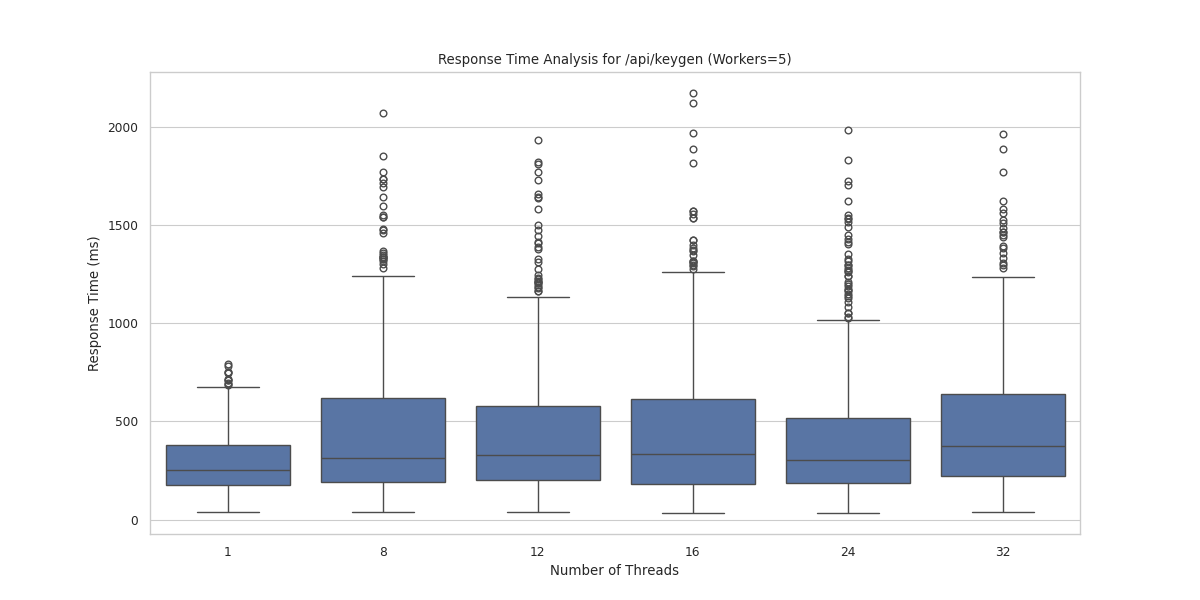 Response Time Analysis for /api/keygen (Workers=5)
Response Time (ms)
2000
1500
1000
500
0
1 8 12 16 24 32
Number of Threads